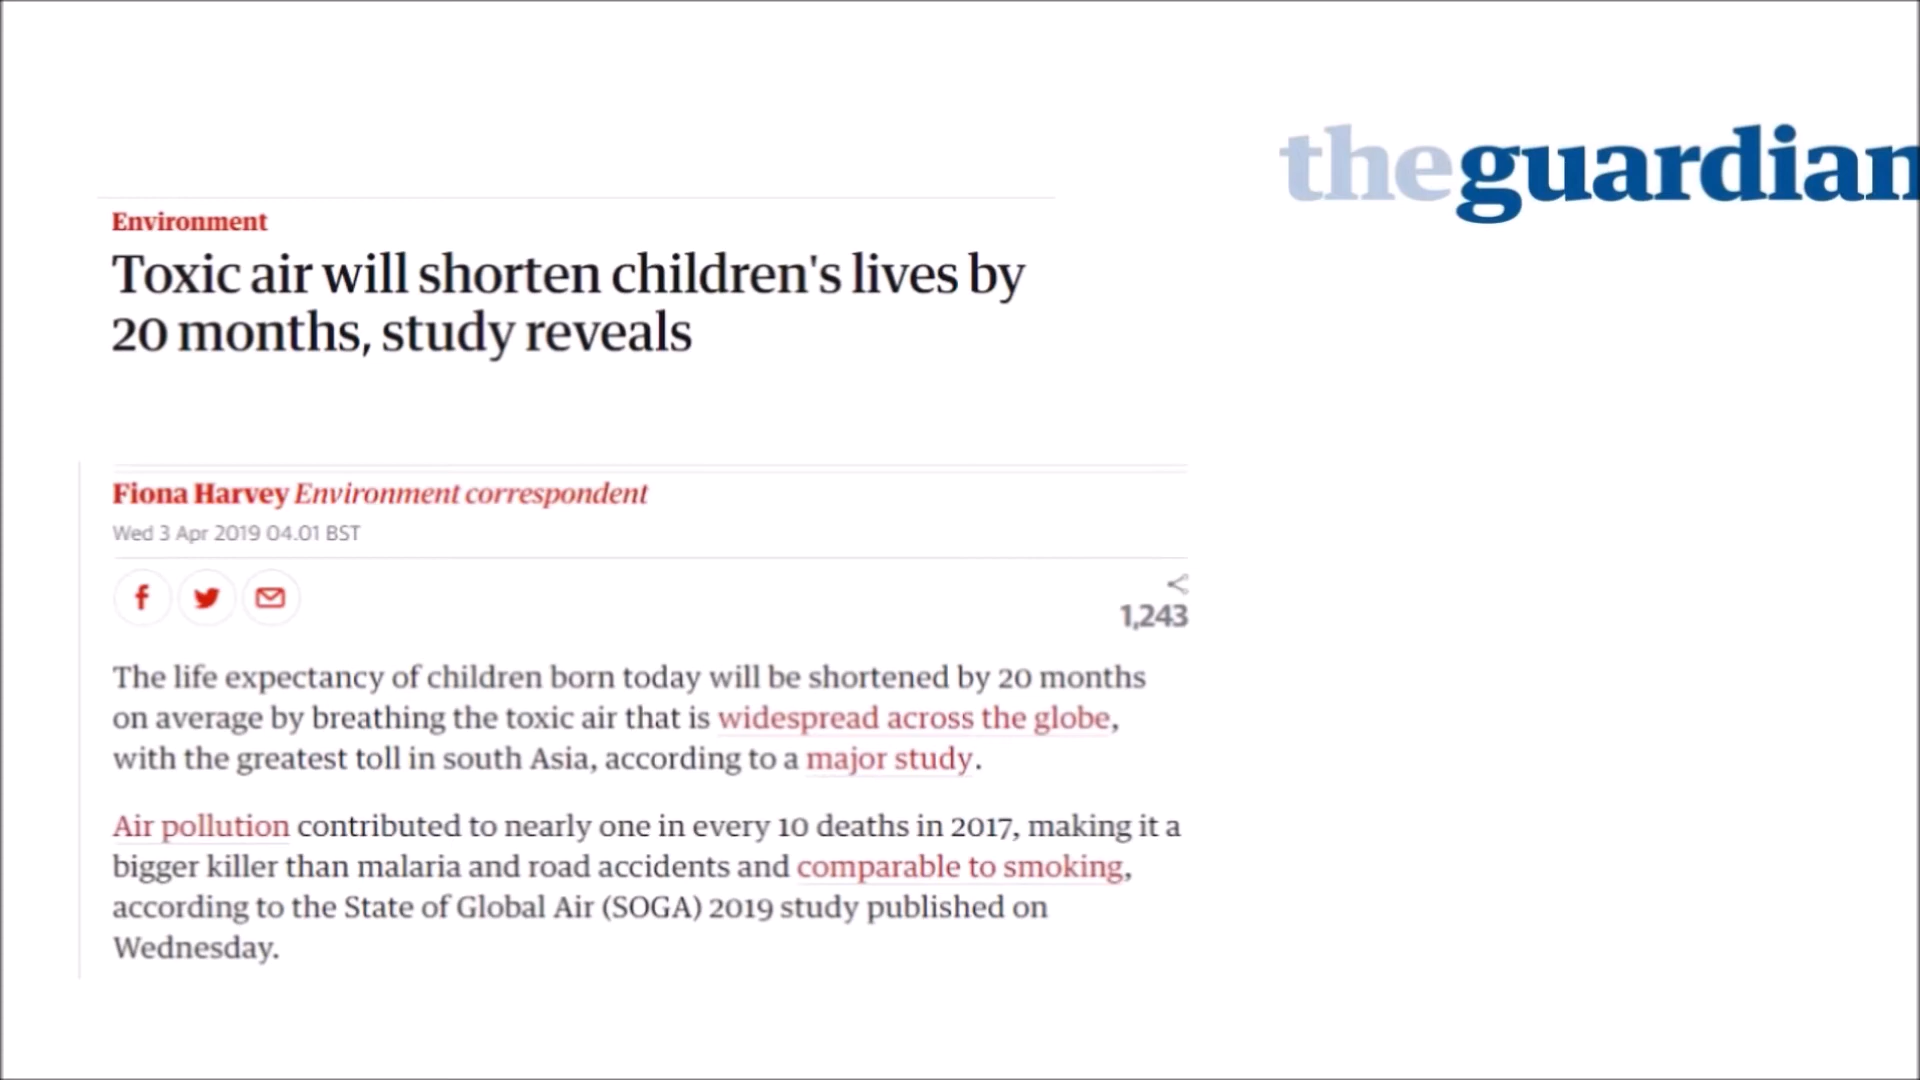 theguardian
Environment
Toxic air will shorten children's lives by
20 months, study reveals
Fiona Harvey Environment correspondent
Wed 3 Apr 2019 04.01 BST
1,243
The life expectancy of children born today will be shortened by 20 months
on average by breathing the toxic air that is widespread across the globe,
with the greatest toll in south Asia, according to a major study.
Air pollution contributed to nearly one in every 10 deaths in 2017, making it a
bigger killer than malaria and road accidents and comparable to smoking,
according to the State of Global Air (SOGA) 2019 study published on
Wednesday.